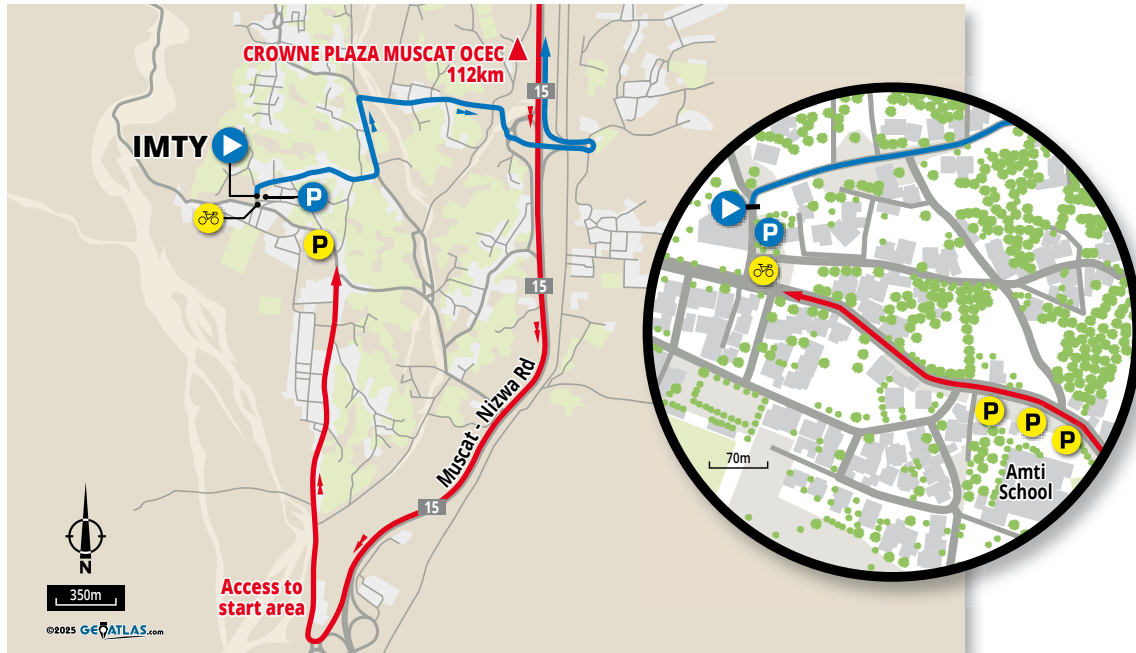 CROWNE PLAZA MUSCAT OCEC
112km
15
IMTY
P
P
15
Muscat - Nizwa Rd
15
Access to
start area
N
350m
©2025 GEOATLAS.com
P
P
P
P
70m
Amti
School